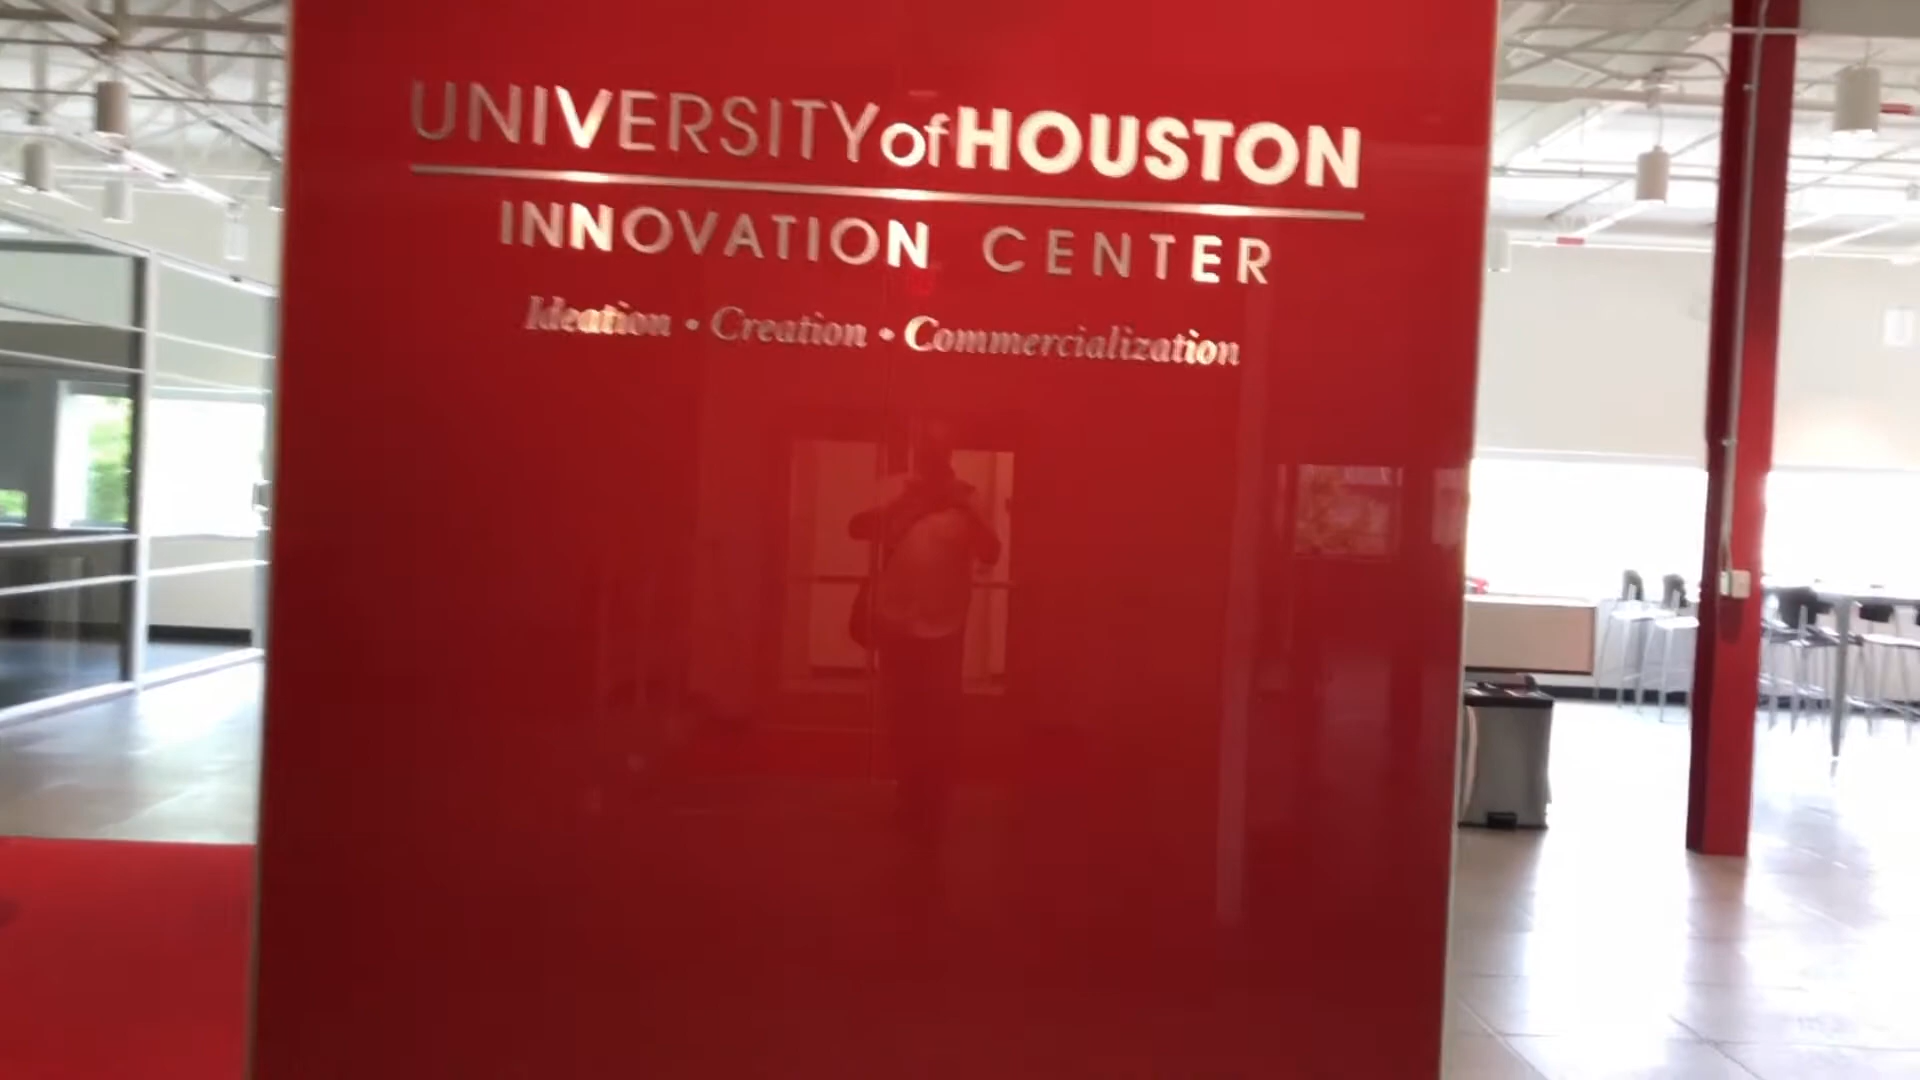 UNIVERSITY of HOUSTON
INNOVATION CENTER
Ideation • Creation • Commercialization